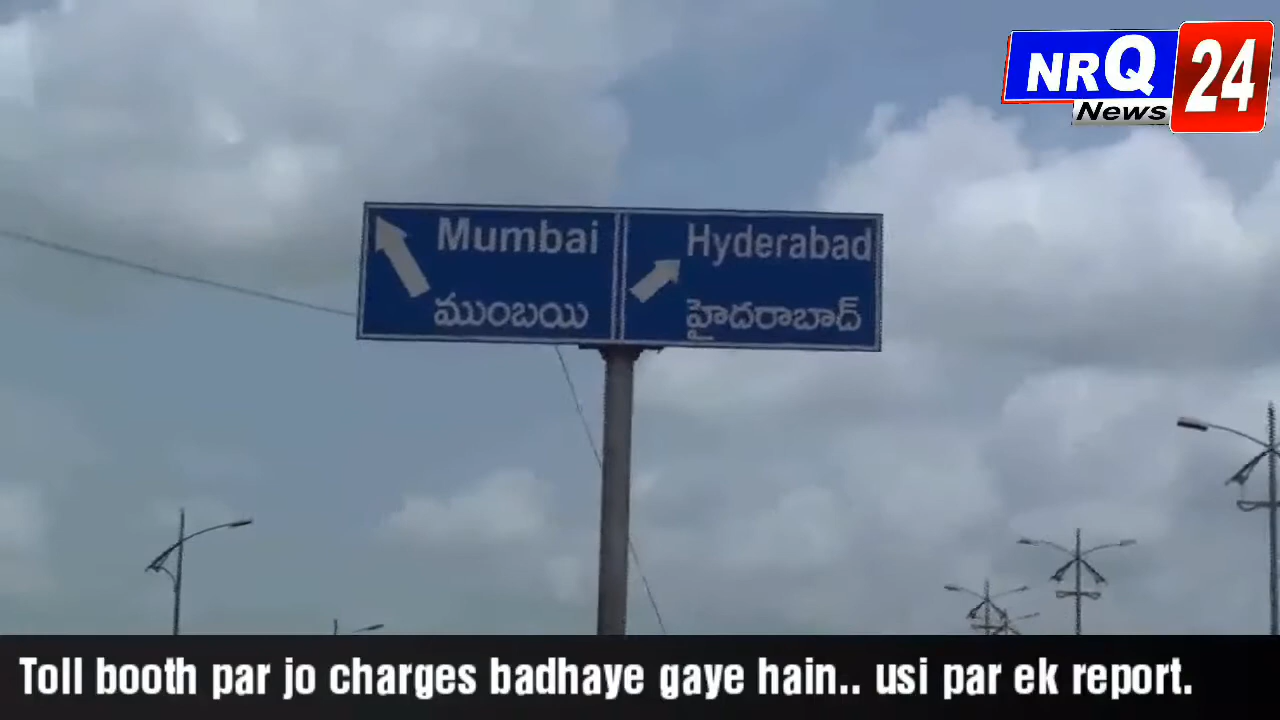 NRQ 24
News
Mumbai
ముంబయి
Hyderabad
హైదరాబాద్
Toll booth par jo charges badhaye gaye hain.. usi par ek report.